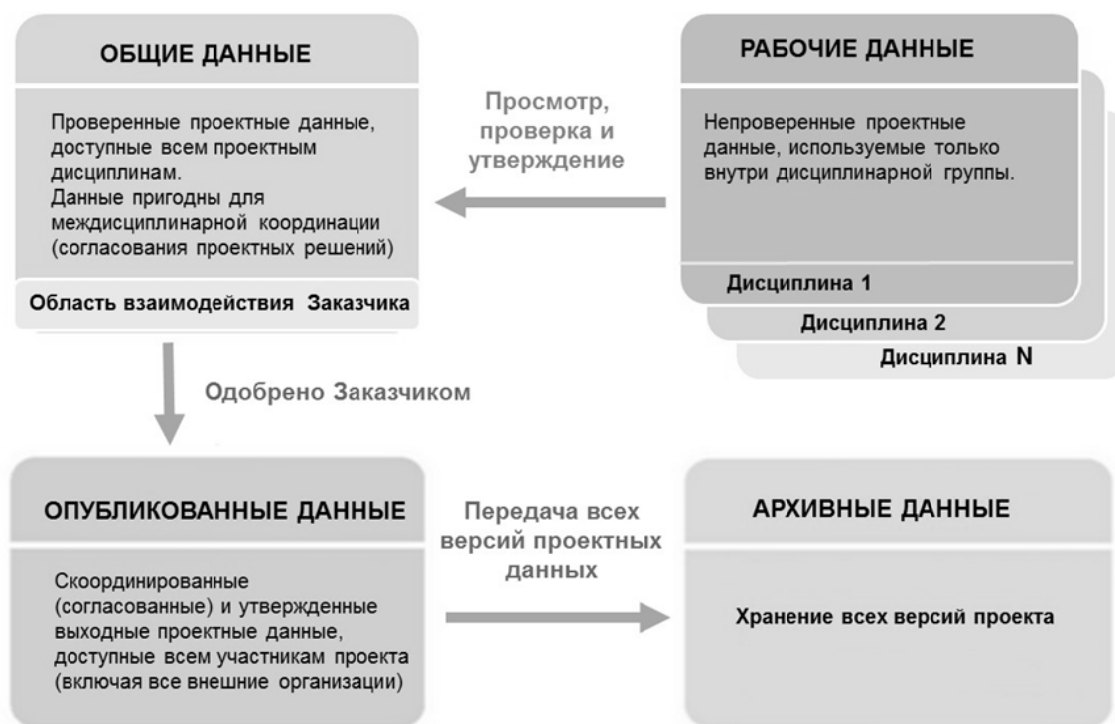 ОБЩИЕ ДАННЫЕ
Проверенные проектные данные,
доступные всем проектным
дисциплинам.
Данные пригодны для
междисциплинарной координации
(согласования проектных решений)
Область взаимодействия Заказчика
Просмотр,
проверка и
утверждение
РАБОЧИЕ ДАННЫЕ
Непроверенные проектные
данные, используемые только
внутри дисциплинарной группы.
Дисциплина 1
Дисциплина 2
Дисциплина N
Одобрено Заказчиком
ОПУБЛИКОВАННЫЕ ДАННЫЕ
Скоординированные
(согласованные) и утвержденные
выходные проектные данные,
доступные всем участникам проекта
(включая все внешние организации)
Передача всех
версий проектных
данных
АРХИВНЫЕ ДАННЫЕ
Хранение всех версий проекта